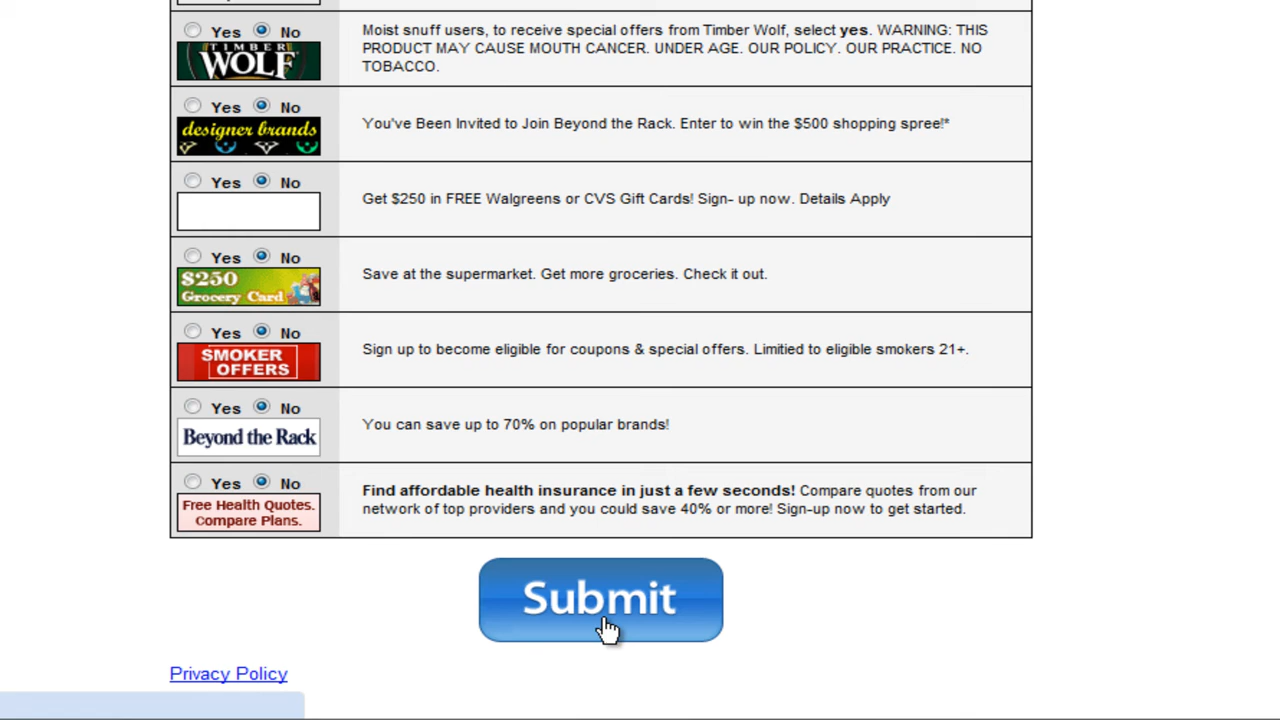 Yes No
TIMBER
WOLF
Moist snuff users, to receive special offers from Timber Wolf, select yes. WARNING: THIS
PRODUCT MAY CAUSE MOUTH CANCER. UNDER AGE. OUR POLICY. OUR PRACTICE. NO
TOBACCO.
Yes No
designer brands
You've Been Invited to Join Beyond the Rack. Enter to win the $500 shopping spree!*
Yes No
Get $250 in FREE Walgreens or CVS Gift Cards! Sign- up now. Details Apply
Yes No
$250
Grocery Card
Save at the supermarket. Get more groceries. Check it out.
Yes No
SMOKER
OFFERS
Sign up to become eligible for coupons & special offers. Limitied to eligible smokers 21+.
Yes No
Beyond the Rack
You can save up to 70% on popular brands!
Yes No
Free Health Quotes.
Compare Plans.
Find affordable health insurance in just a few seconds! Compare quotes from our
network of top providers and you could save 40% or more! Sign-up now to get started.
Submit
Privacy Policy